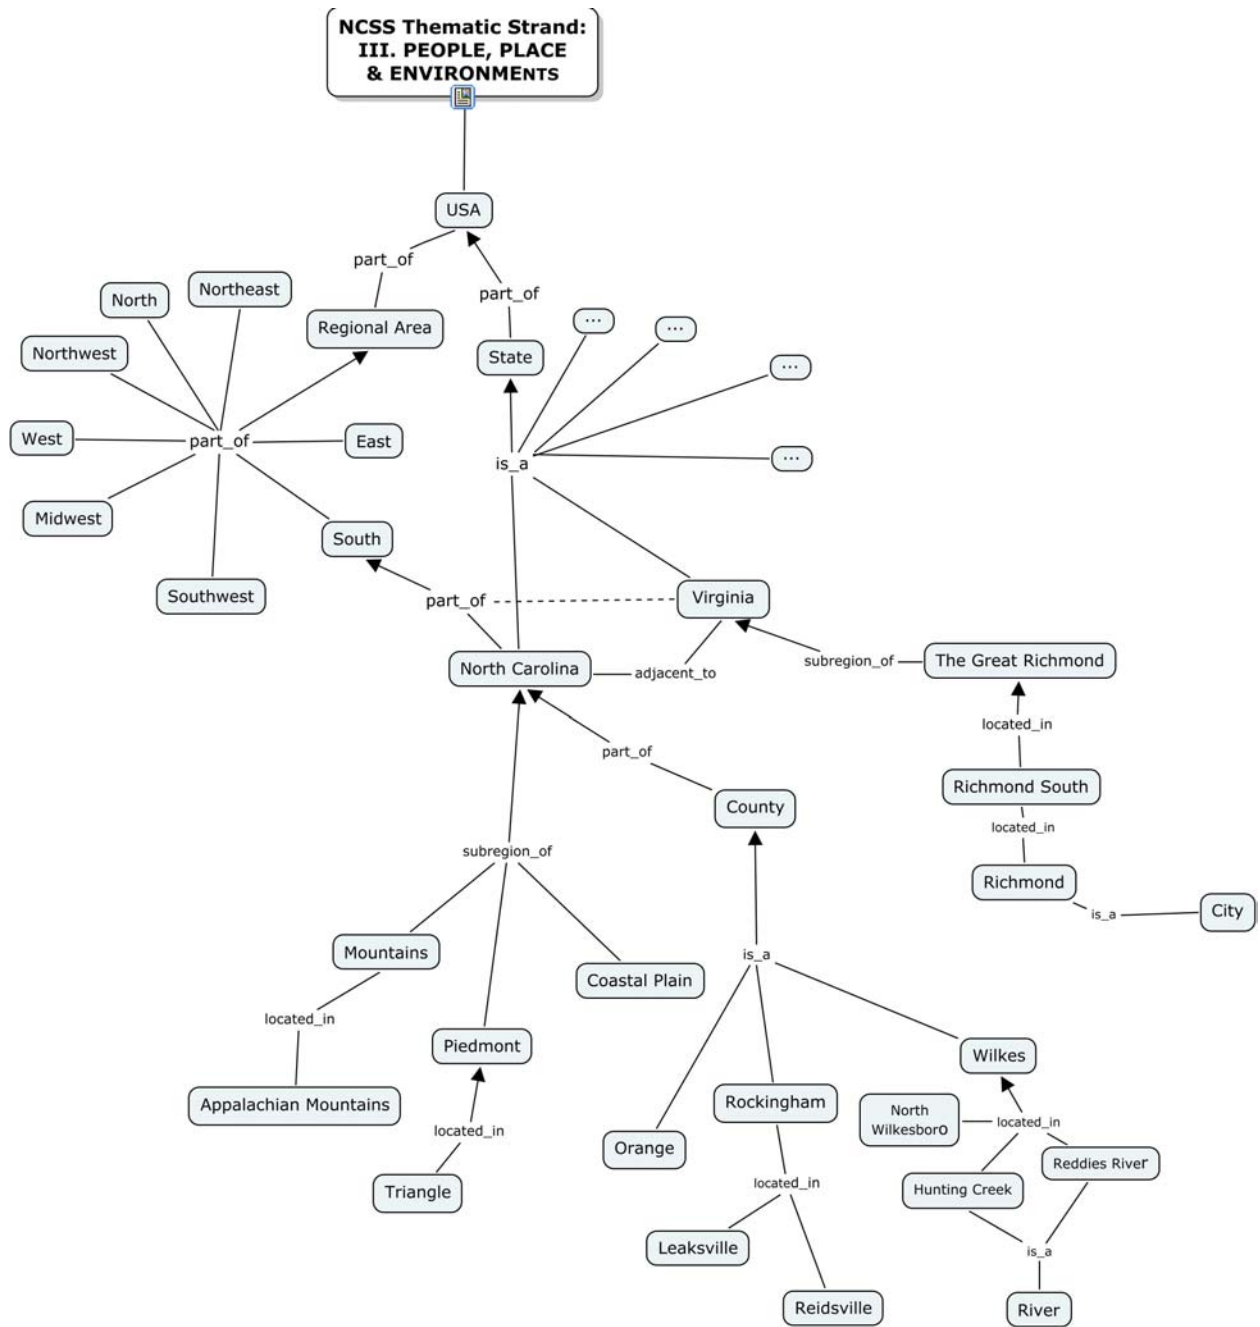 NCSS Thematic Strand:
III. PEOPLE, PLACE
& ENVIRONMENTS
USA
part_of
part_of
Northeast
North
Regional Area
Northwest
State
...
...
...
...
West
part_of
East
is_a
Midwest
South
Southwest
part_of
Virginia
North Carolina
adjacent_to
subregion_of
The Great Richmond
located_in
part_of
Richmond South
County
located_in
subregion_of
Richmond
is_a
City
Mountains
Coastal Plain
is_a
located_in
Piedmont
Wilkes
Appalachian Mountains
Rockingham
North
Wilkesboro
located_in
located_in
Orange
Reddies River
Triangle
located_in
Hunting Creek
Leaksville
is_a
Reidsville
River